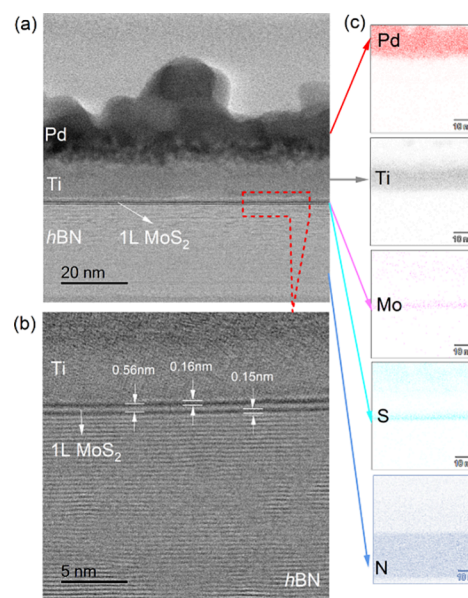 (a)
Pd
Ti
hBN
1L MoS₂
20 nm
(b)
Ti
0.56nm
0.16nm
0.15nm
1L MoS₂
5 nm
hBN
(c)
Pd
Ti
Mo
S
N